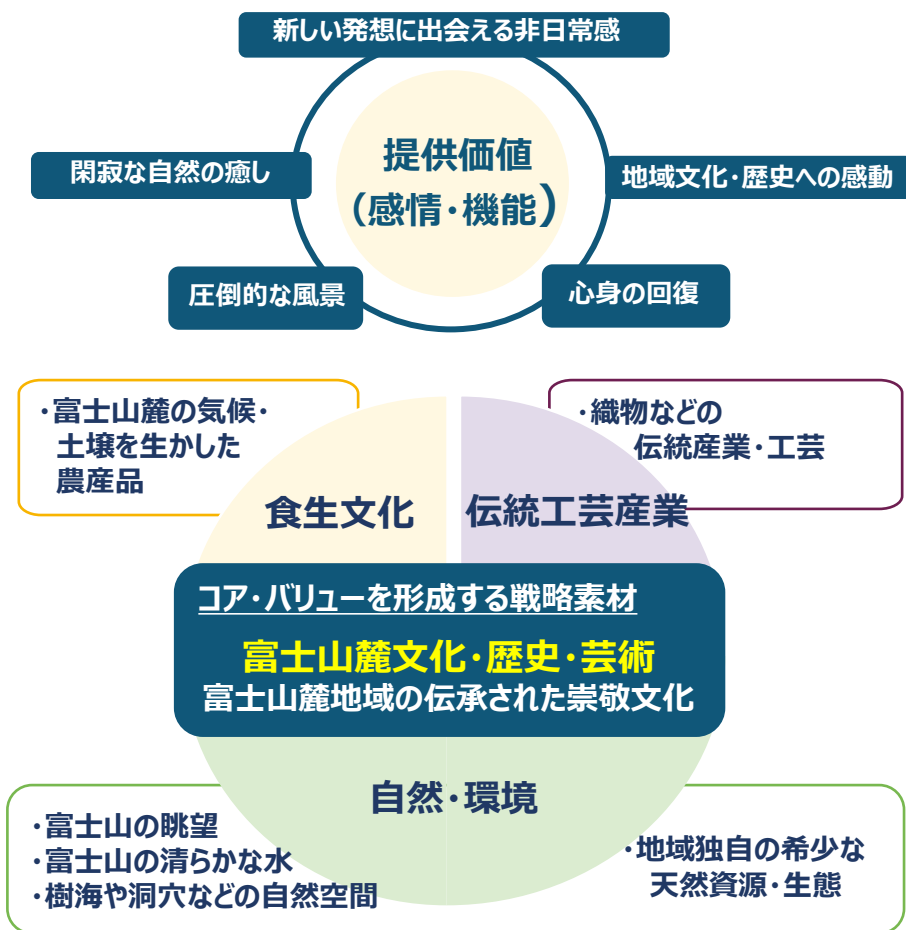 新しい発想に出会える非日常感
提供価値
(感情・機能)
閑寂な自然の癒し
地域文化・歴史への感動
圧倒的な風景
心身の回復
・富士山麓の気候・
土壌を生かした
農産品
・織物などの
伝統産業・工芸
食生文化
伝統工芸産業
コア・バリューを形成する戦略素材
富士山麓文化・歴史・芸術
富士山麓地域の伝承された崇敬文化
自然・環境
・富士山の眺望
・富士山の清らかな水
・樹海や洞穴などの自然空間
・地域独自の希少な
天然資源・生態